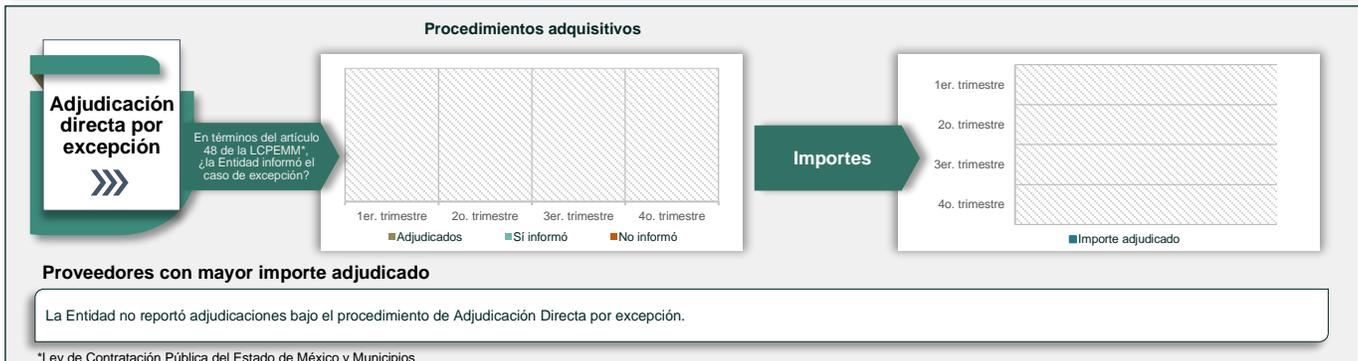 Procedimientos adquisitivos
Adjudicación
directa por
excepción
En términos del artículo
48 de la LCPEMM*,
¿la Entidad informó el
caso de excepción?
1er. trimestre 2o. trimestre 3er. trimestre 4o. trimestre
Adjudicados Sí informó No informó
Importes
1er. trimestre
2o. trimestre
3er. trimestre
4o. trimestre
Importe adjudicado
Proveedores con mayor importe adjudicado
La Entidad no reportó adjudicaciones bajo el procedimiento de Adjudicación Directa por excepción.
*Ley de Contratación Pública del Estado de México y Municipios